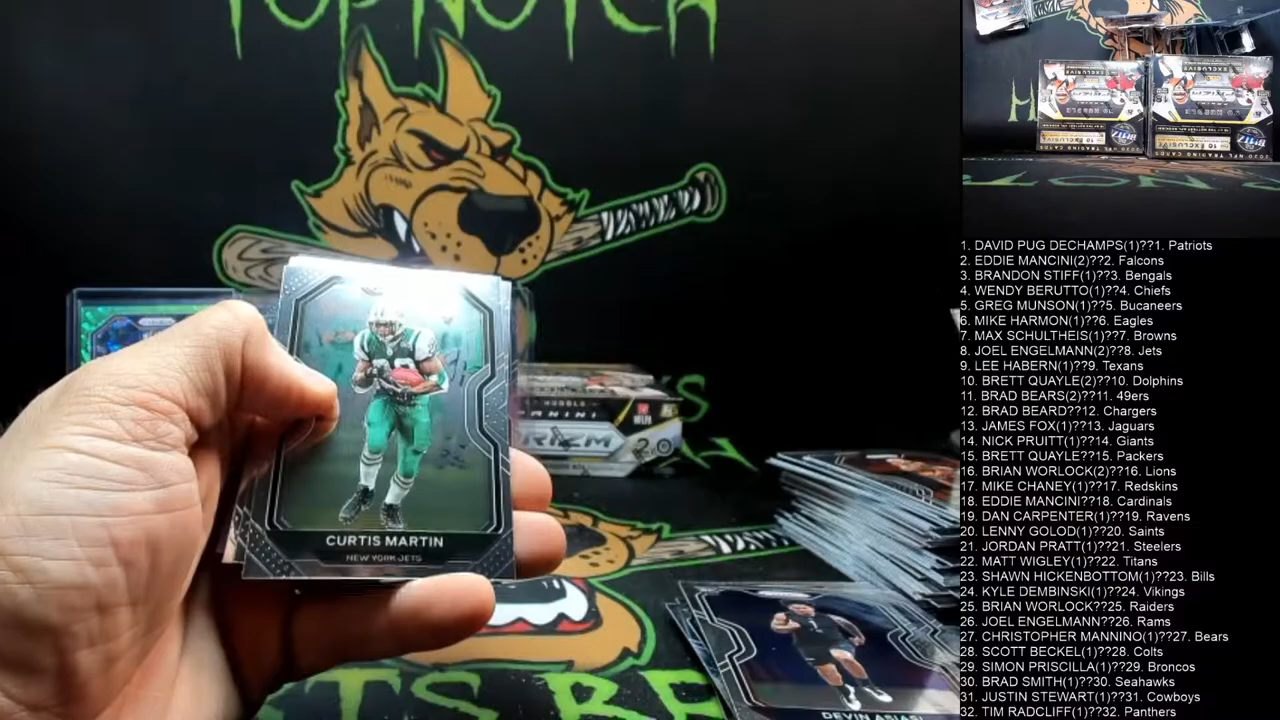 TOPNOTCH
CURTIS MARTIN
NEW YORK JETS
PANINI
PRIZM
DEVIN ASIASI
2020 NFL TRADING CARDS
1. DAVID PUG DECHAMPS(1)??1. Patriots
2. EDDIE MANCINI(2)??2. Falcons
3. BRANDON STIFF(1)??3. Bengals
4. WENDY BERUTTO(1)??4. Chiefs
5. GREG MUNSON(1)??5. Bucaneers
6. MIKE HARMON(1)??6. Eagles
7. MAX SCHULTHEIS(1)??7. Browns
8. JOEL ENGELMANN(2)??8. Jets
9. LEE HABERN(1)??9. Texans
10. BRETT QUAYLE(2)??10. Dolphins
11. BRAD BEARS(2)??11. 49ers
12. BRAD BEARD??12. Chargers
13. JAMES FOX(1)??13. Jaguars
14. NICK PRUITT(1)??14. Giants
15. BRETT QUAYLE??15. Packers
16. BRIAN WORLOCK(2)??16. Lions
17. MIKE CHANEY(1)??17. Redskins
18. EDDIE MANCINI??18. Cardinals
19. DAN CARPENTER(1)??19. Ravens
20. LENNY GOLOD(1)??20. Saints
21. JORDAN PRATT(1)??21. Steelers
22. MATT WIGLEY(1)??22. Titans
23. SHAWN HICKENBOTTOM(1)??23. Bills
24. KYLE DEMBINSKI(1)??24. Vikings
25. BRIAN WORLOCK??25. Raiders
26. JOEL ENGELMANN??26. Rams
27. CHRISTOPHER MANNINO(1)??27. Bears
28. SCOTT BECKEL(1)??28. Colts
29. SIMON PRISCILLA(1)??29. Broncos
30. BRAD SMITH(1)??30. Seahawks
31. JUSTIN STEWART(1)??31. Cowboys
32. TIM RADCLIFF(1)??32. Panthers